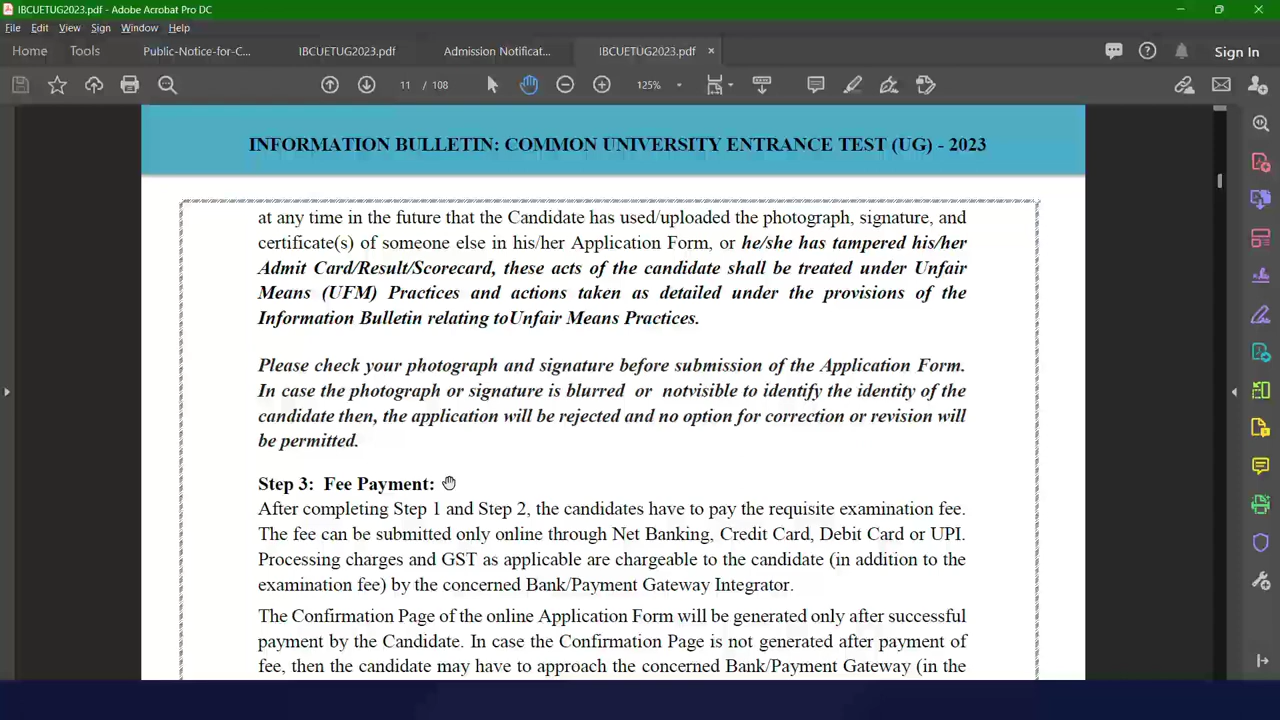 IBCUETUG2023.pdf - Adobe Acrobat Pro DC
File Edit View Sign Window Help
Home Tools Public-Notice-for-C... IBCUETUG2023.pdf Admission Notificat... IBCUETUG2023.pdf × Sign In
11 / 108 125%
INFORMATION BULLETIN: COMMON UNIVERSITY ENTRANCE TEST (UG) - 2023
at any time in the future that the Candidate has used/uploaded the photograph, signature, and
certificate(s) of someone else in his/her Application Form, or he/she has tampered his/her
Admit Card/Result/Scorecard, these acts of the candidate shall be treated under Unfair
Means (UFM) Practices and actions taken as detailed under the provisions of the
Information Bulletin relating toUnfair Means Practices.
Please check your photograph and signature before submission of the Application Form.
In case the photograph or signature is blurred or notvisible to identify the identity of the
candidate then, the application will be rejected and no option for correction or revision will
be permitted.
Step 3: Fee Payment:
After completing Step 1 and Step 2, the candidates have to pay the requisite examination fee.
The fee can be submitted only online through Net Banking, Credit Card, Debit Card or UPI.
Processing charges and GST as applicable are chargeable to the candidate (in addition to the
examination fee) by the concerned Bank/Payment Gateway Integrator.
The Confirmation Page of the online Application Form will be generated only after successful
payment by the Candidate. In case the Confirmation Page is not generated after payment of
fee, then the candidate may have to approach the concerned Bank/Payment Gateway (in the